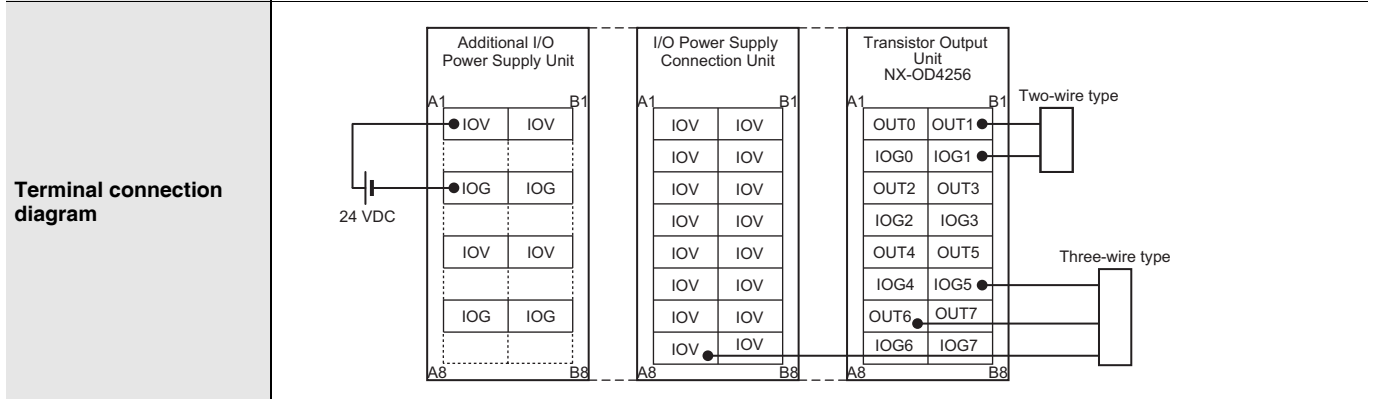 Terminal connection
diagram
24 VDC
Additional I/O
Power Supply Unit
A1 B1
IOV IOV
IOG IOG
IOV IOV
IOG IOG
A8 B8
I/O Power Supply
Connection Unit
A1 B1
IOV IOV
IOV IOV
IOV IOV
IOV IOV
IOV IOV
IOV IOV
IOV IOV
IOV IOV
A8 B8
Transistor Output
Unit
NX-OD4256
A1 B1
OUT0 OUT1
IOG0 IOG1
OUT2 OUT3
IOG2 IOG3
OUT4 OUT5
IOG4 IOG5
OUT6 OUT7
IOG6 IOG7
A8 B8
Two-wire type
Three-wire type